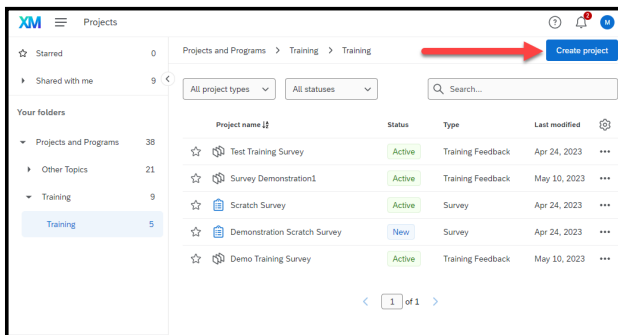 XM Projects ? 2 M
Starred 0
Shared with me 9
Your folders
Projects and Programs 38
Other Topics 21
Training 9
Training 5
Projects and Programs > Training > Training
Create project
All project types All statuses Search...
Project name Status Type Last modified
Test Training Survey Active Training Feedback Apr 24, 2023 •••
Survey Demonstration1 Active Training Feedback May 10, 2023 •••
Scratch Survey Active Survey Apr 24, 2023 •••
Demonstration Scratch Survey New Survey Apr 24, 2023 •••
Demo Training Survey Active Training Feedback May 10, 2023 •••
< 1 of 1 >